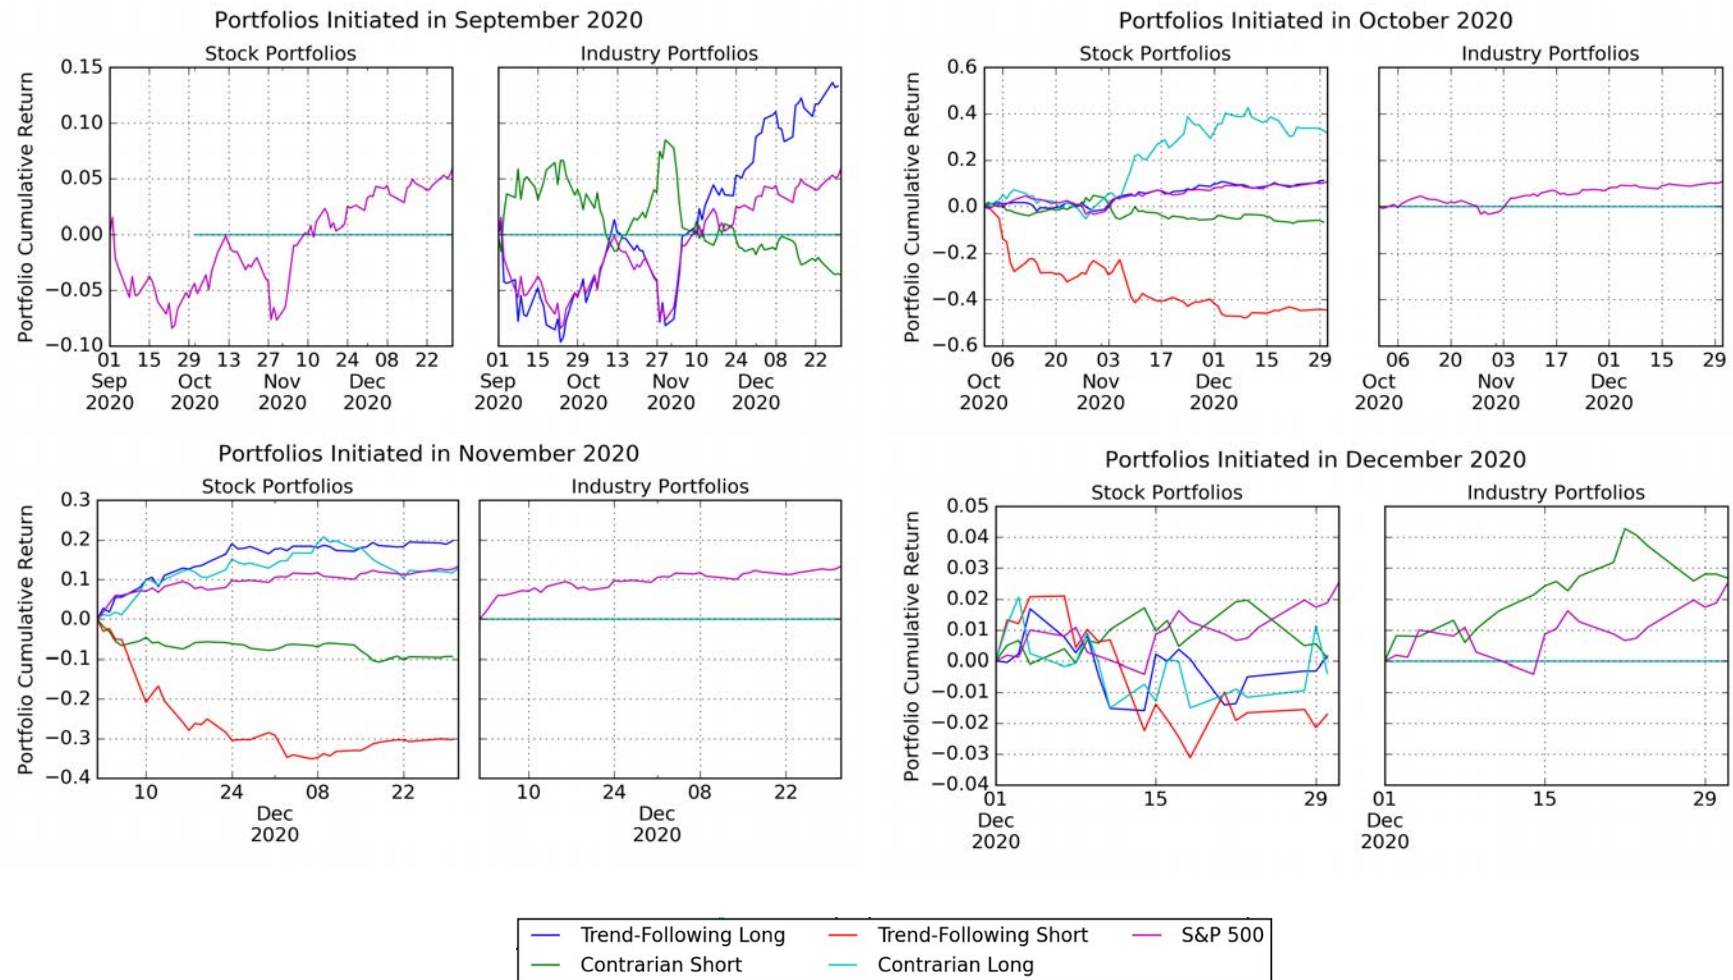 Portfolios Initiated in September 2020
Stock Portfolios
Industry Portfolios
Portfolio Cumulative Return
0.15
0.10
0.05
0.00
−0.05
−0.10
01 15 29 13 27 10 24 08 22
Sep Oct Nov Dec
2020 2020 2020 2020
01 15 29 13 27 10 24 08 22
Sep Oct Nov Dec
2020 2020 2020 2020
Portfolios Initiated in October 2020
Stock Portfolios
Industry Portfolios
Portfolio Cumulative Return
0.6
0.4
0.2
0.0
−0.2
−0.4
−0.6
06 20 03 17 01 15 29
Oct Nov Dec
2020 2020 2020
06 20 03 17 01 15 29
Oct Nov Dec
2020 2020 2020
Portfolios Initiated in November 2020
Stock Portfolios
Industry Portfolios
Portfolio Cumulative Return
0.3
0.2
0.1
0.0
−0.1
−0.2
−0.3
−0.4
10 24 08 22
Dec
2020
10 24 08 22
Dec
2020
Portfolios Initiated in December 2020
Stock Portfolios
Industry Portfolios
Portfolio Cumulative Return
0.05
0.04
0.03
0.02
0.01
0.00
−0.01
−0.02
−0.03
−0.04
01 15 29
Dec
2020
01 15 29
Dec
2020
Trend-Following Long Trend-Following Short S&P 500
Contrarian Short Contrarian Long